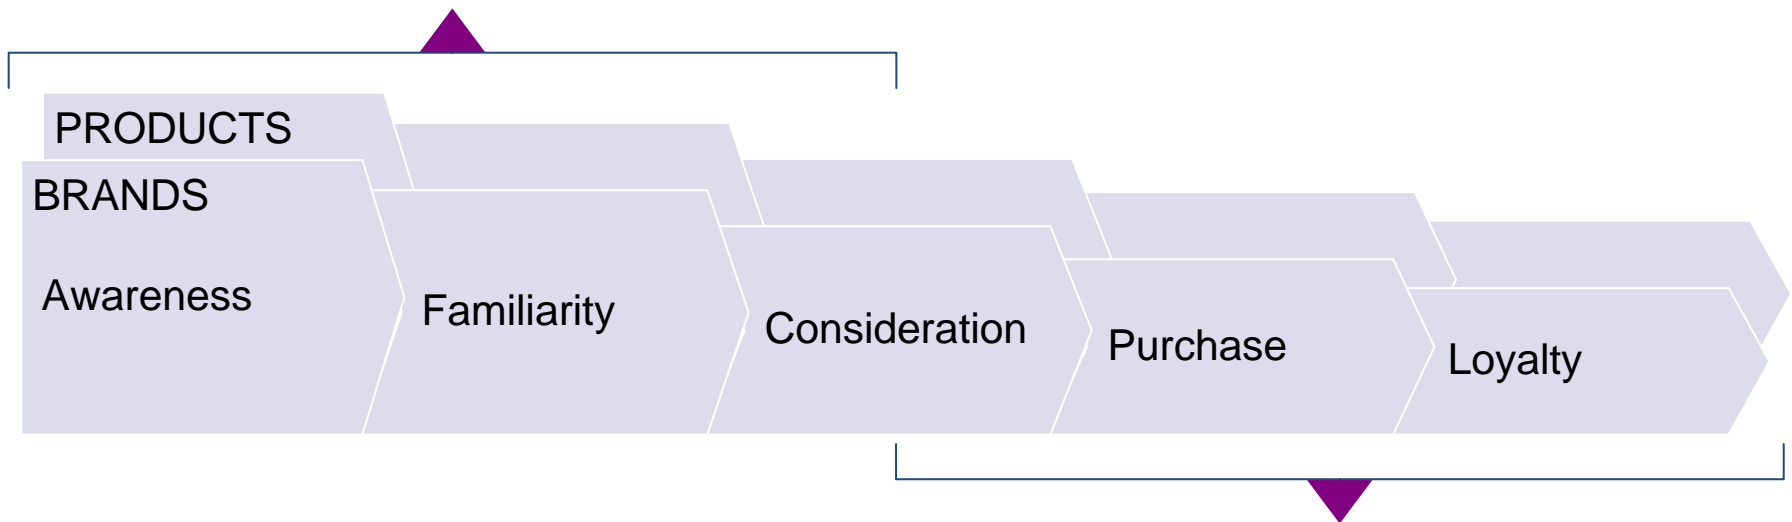 PRODUCTS
BRANDS
Awareness
Familiarity
Consideration
Purchase
Loyalty